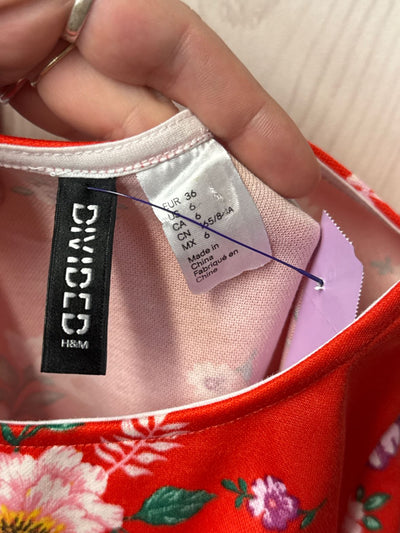 DIVIDED
H&M
EUR 36
US 6
CA 6
CN 165/84A
MX 6
Made in
China
Fabriqué en
Chine